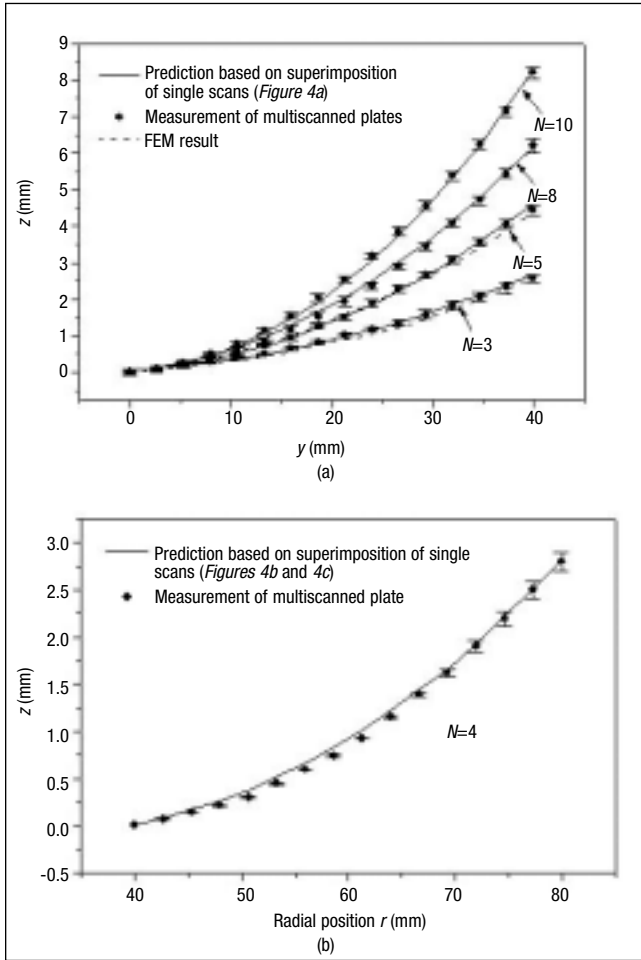 (a)
9
8
7
6
5
4
3
2
1
0
z (mm)
Prediction based on superimposition
of single scans (Figure 4a)
Measurement of multiscanned plates
FEM result
N=10
N=8
N=5
N=3
0 10 20 30 40
y (mm)
(a)
3.0
2.5
2.0
1.5
1.0
0.5
0.0
-0.5
z (mm)
Prediction based on superimposition of single
scans (Figures 4b and 4c)
Measurement of multiscanned plate
N=4
40 50 60 70 80
Radial position r (mm)
(b)